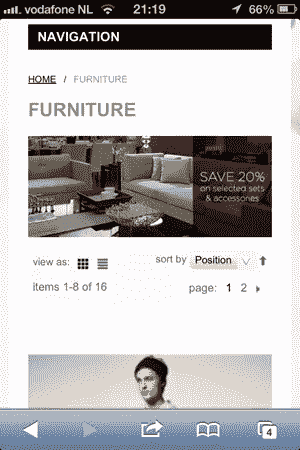 vodafone NL 21:19 66%
NAVIGATION
HOME / FURNITURE
FURNITURE
SAVE 20%
on selected sets
& accessories
view as: sort by Position
items 1-8 of 16 page: 1 2
4